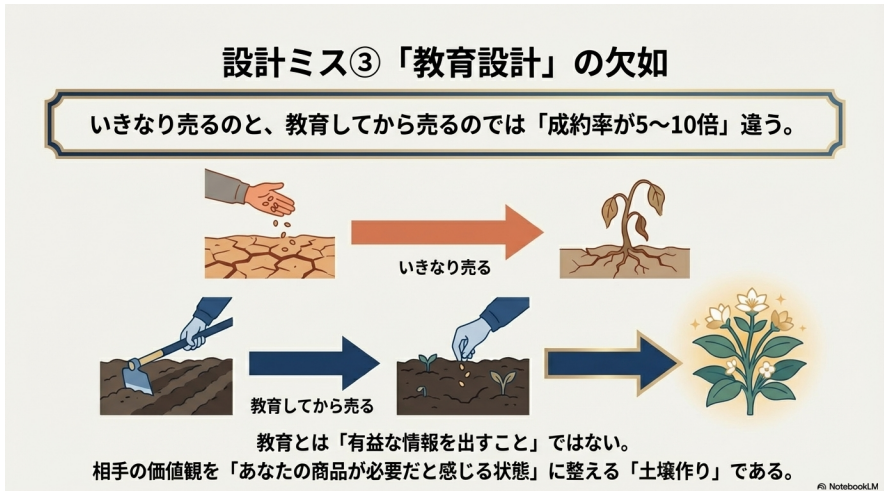 設計ミス③「教育設計」の欠如
いきなり売るのと、教育してから売るのでは「成約率が5〜10倍」違う。
いきなり売る
教育してから売る
教育とは「有益な情報を出すこと」ではない。
相手の価値観を「あなたの商品が必要だと感じる状態」に整える「土壌作り」である。
NotebookLM